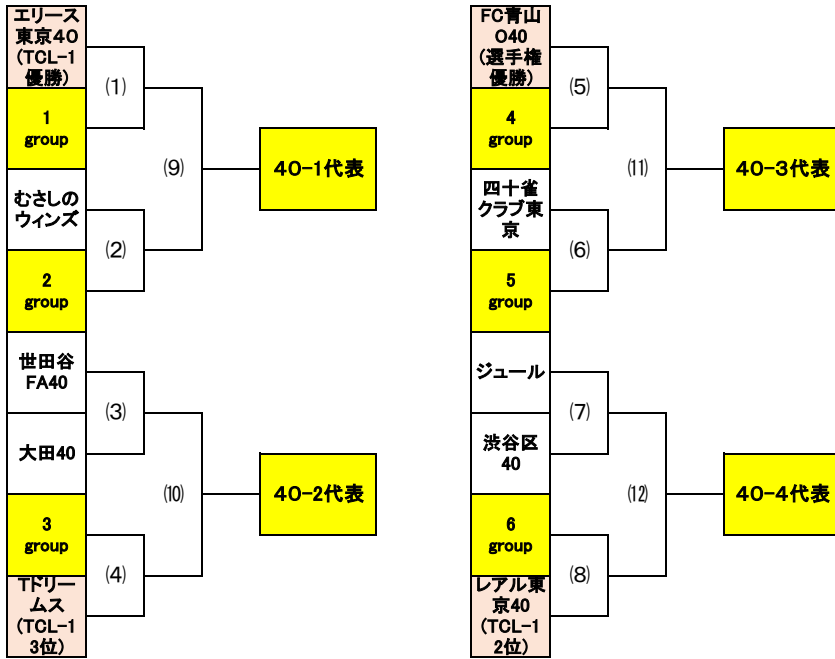 エリース
東京40
(TCL-1
優勝)
1
group
むさしの
ウィンズ
2
group
世田谷
FA40
大田40
3
group
Tドリー
ムス
(TCL-1
3位)
(1)
(2)
(3)
(4)
(9)
(10)
40-1代表
40-2代表
FC青山
O40
(選手権
優勝)
4
group
四十雀
クラブ東
京
5
group
ジュール
渋谷区
40
6
group
レアル東
京40
(TCL-1
2位)
(5)
(6)
(7)
(8)
(11)
(12)
40-3代表
40-4代表